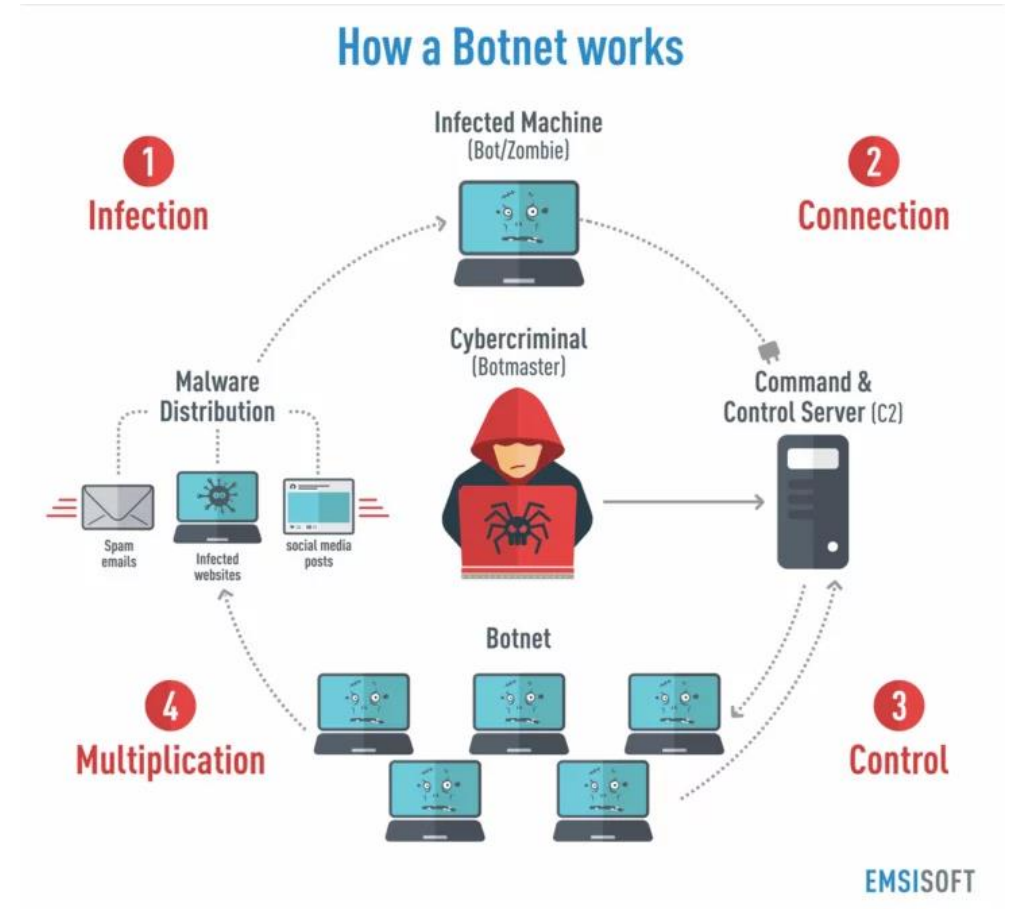 How a Botnet works
Infected Machine
(Bot/Zombie)
1
Infection
2
Connection
Cybercriminal
(Botmaster)
Malware
Distribution
Command &
Control Server (C2)
Spam
emails
Infected
websites
social media
posts
Botnet
4
Multiplication
3
Control
EMSISOFT